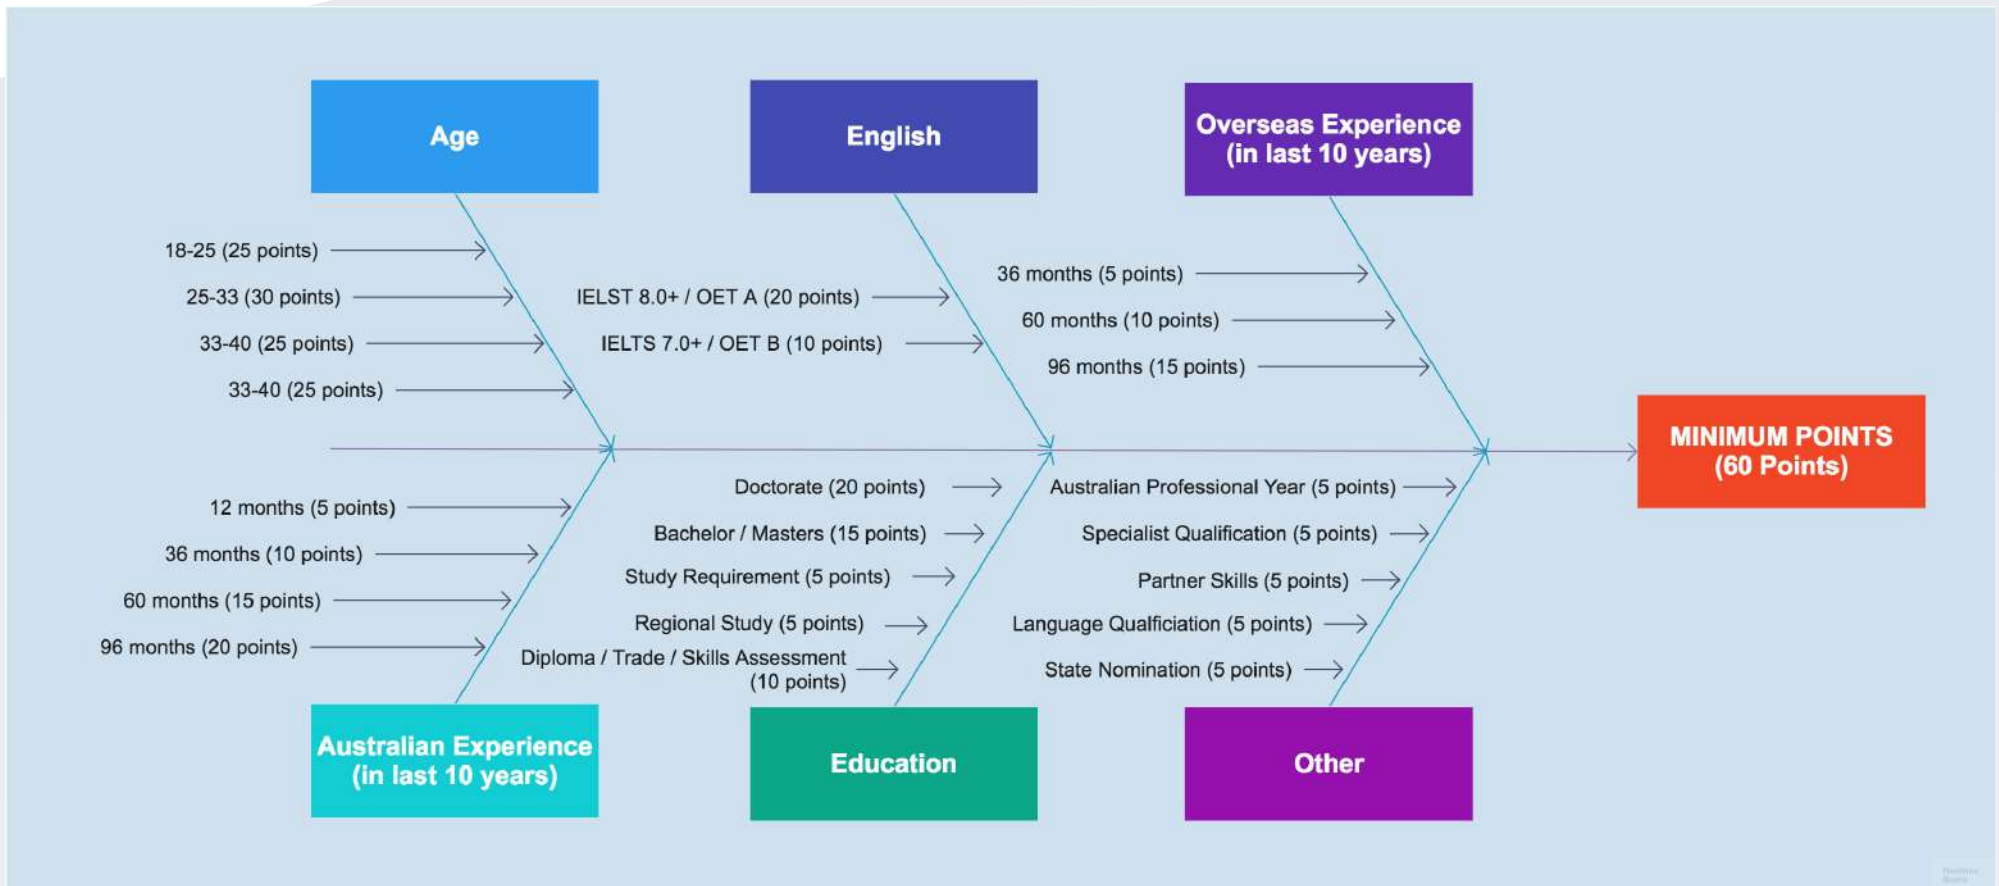 Age
English
Overseas Experience
(in last 10 years)
18-25 (25 points)
25-33 (30 points)
33-40 (25 points)
33-40 (25 points)
IELST 8.0+ / OET A (20 points)
IELTS 7.0+ / OET B (10 points)
36 months (5 points)
60 months (10 points)
96 months (15 points)
MINIMUM POINTS
(60 Points)
12 months (5 points)
36 months (10 points)
60 months (15 points)
96 months (20 points)
Doctorate (20 points)
Bachelor / Masters (15 points)
Study Requirement (5 points)
Regional Study (5 points)
Diploma / Trade / Skills Assessment
(10 points)
Australian Professional Year (5 points)
Specialist Qualification (5 points)
Partner Skills (5 points)
Language Qualficiation (5 points)
State Nomination (5 points)
Australian Experience
(in last 10 years)
Education
Other